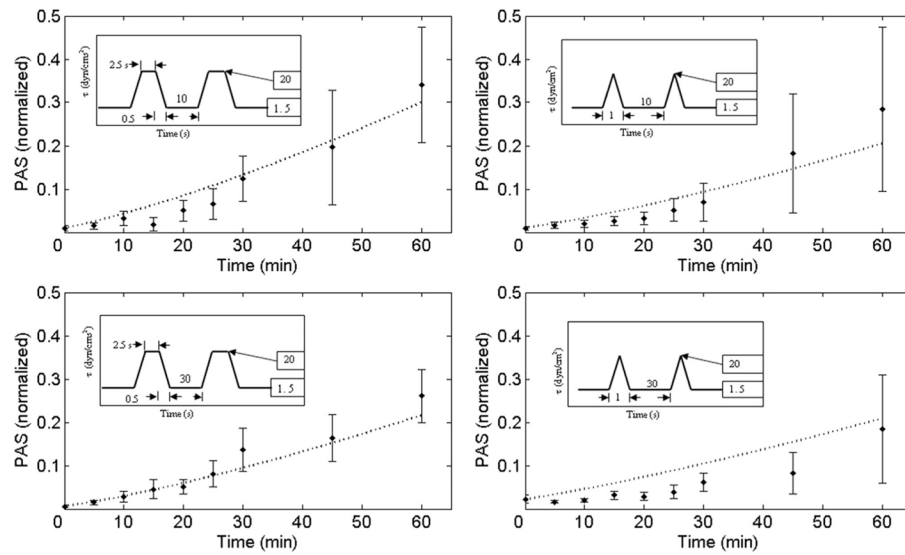 0.5
0.4
0.3
0.2
0.1
PAS (normalized)
τ (dyn/cms²)
2.5 s
10
0.5
20
1.5
Time (s)
0 10 20 30 40 50 60
Time (min)
0.5
0.4
0.3
0.2
0.1
PAS (normalized)
τ (dyn/cm²)
10
1
20
1.5
Time (s)
0 10 20 30 40 50 60
Time (min)
0.5
0.4
0.3
0.2
0.1
PAS (normalized)
τ (dyn/cms²)
2.5 s
30
0.5
20
1.5
Time (s)
0 10 20 30 40 50 60
Time (min)
0.5
0.4
0.3
0.2
0.1
PAS (normalized)
τ (dyn/cm²)
30
1
20
1.5
Time (s)
0 10 20 30 40 50 60
Time (min)